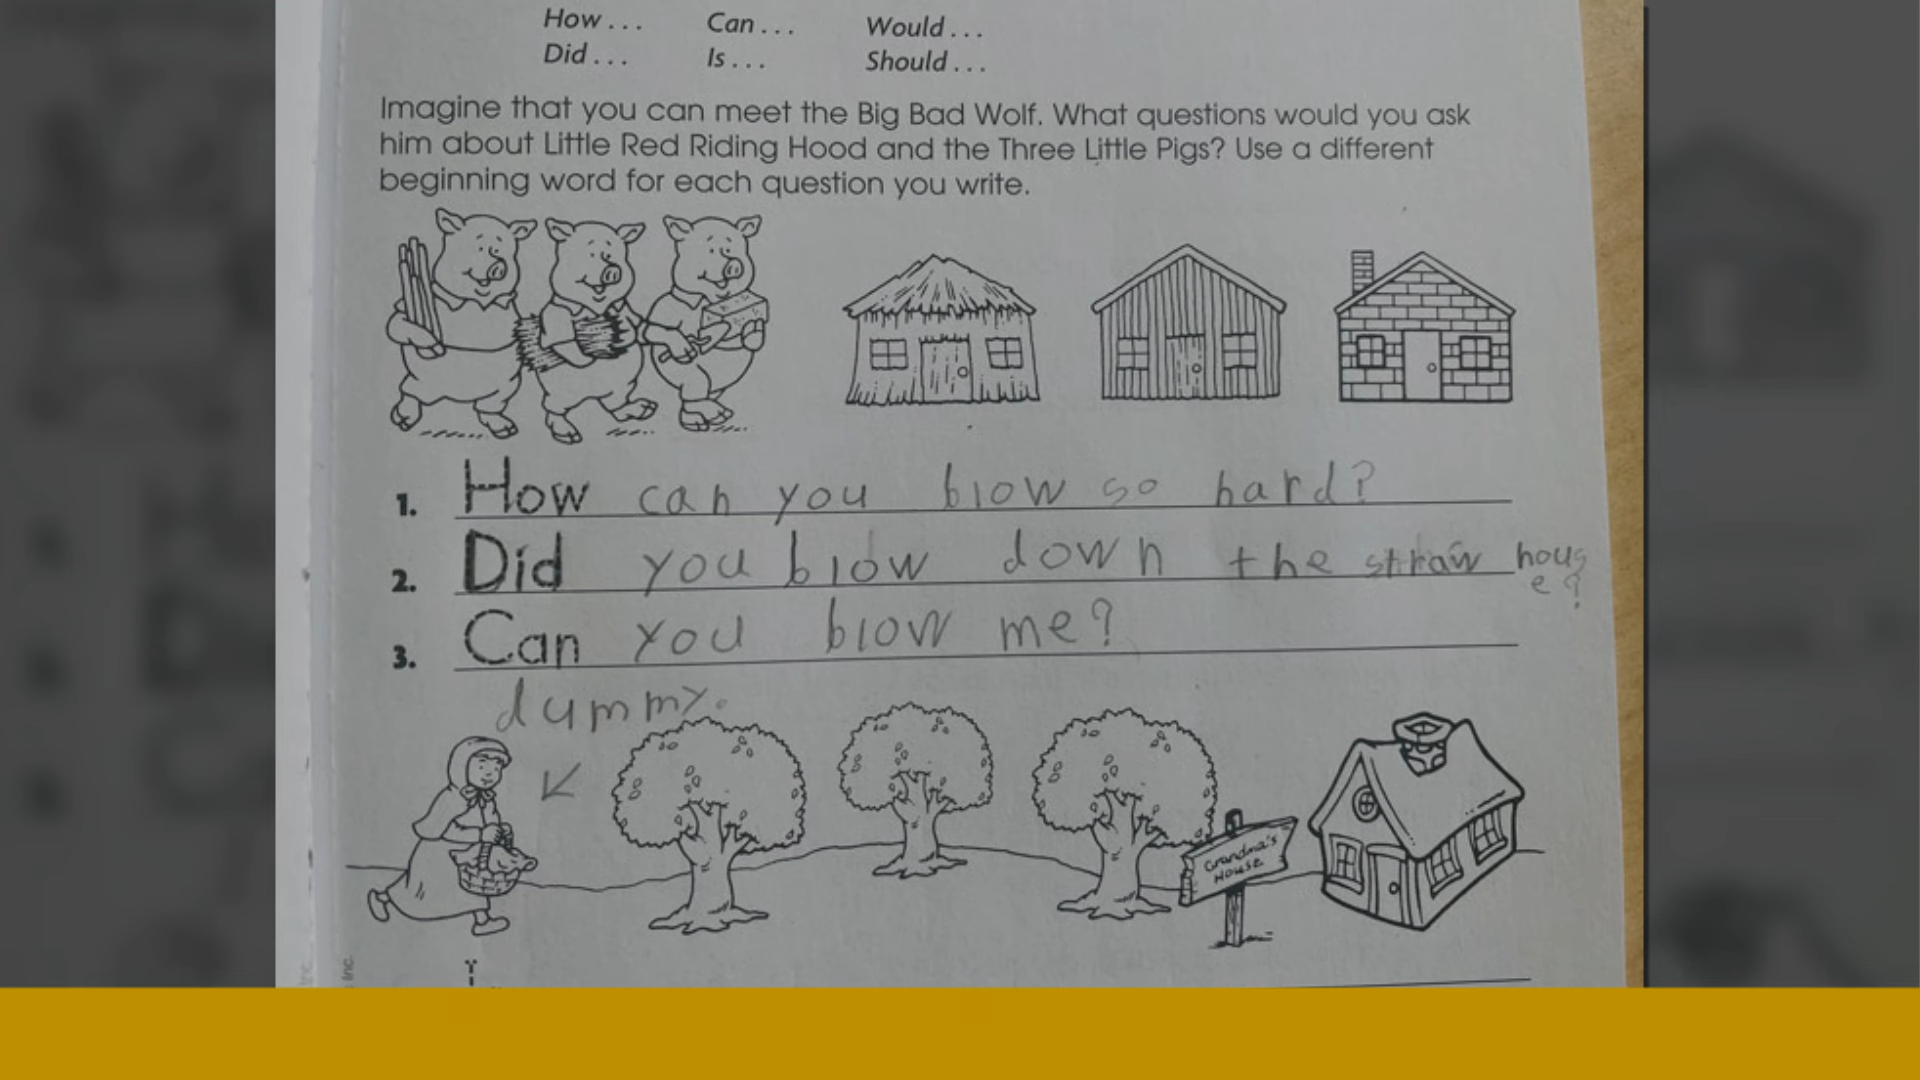 How... Can... Would...
Did... Is... Should...
Imagine that you can meet the Big Bad Wolf. What questions would you ask
him about Little Red Riding Hood and the Three Little Pigs? Use a different
beginning word for each question you write.
1. How can you blow so hard?
2. Did you blow down the straw hous
e?
3. Can you blow me?
dummy.
Grandma's
House
Inc.